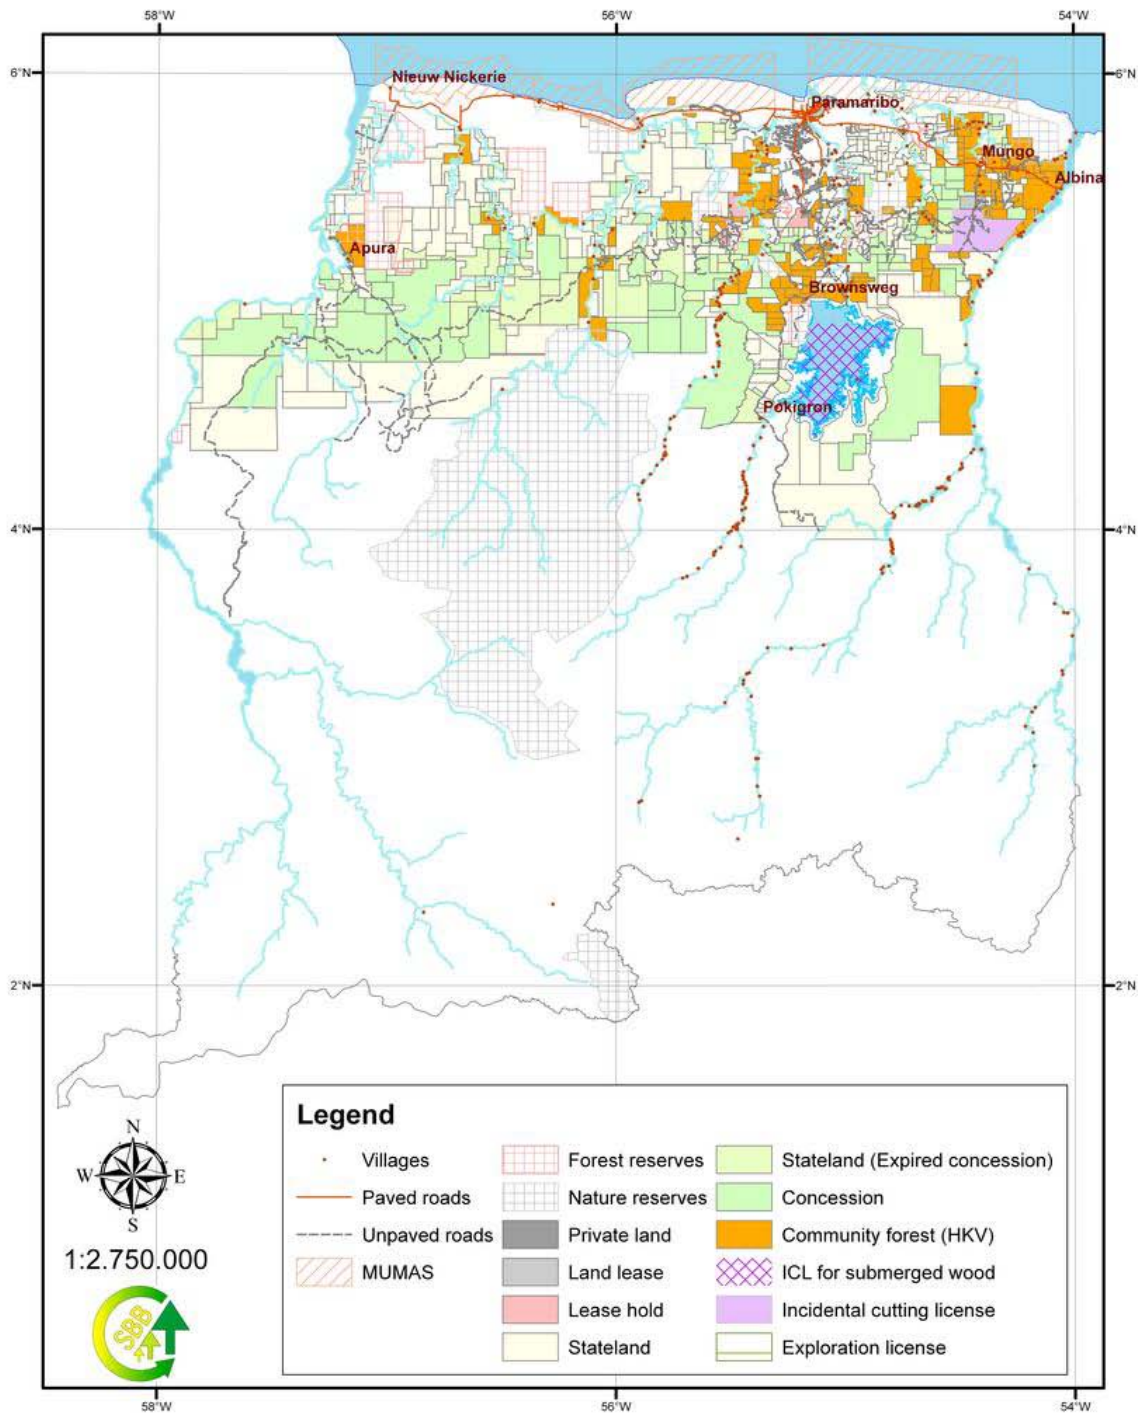 58°W 56°W 54°W
6°N 6°N
Nieuw Nickerie
Paramaribo
Mungo
Albina
Apura
Brownsweg
Pokigron
4°N 4°N
2°N 2°N
Legend
Villages
Paved roads
Unpaved roads
MUMAS
Forest reserves
Nature reserves
Private land
Land lease
Lease hold
Stateland
Stateland (Expired concession)
Concession
Community forest (HKV)
ICL for submerged wood
Incidental cutting license
Exploration license
N
W E
S
1:2.750.000
SBB
58°W 56°W 54°W